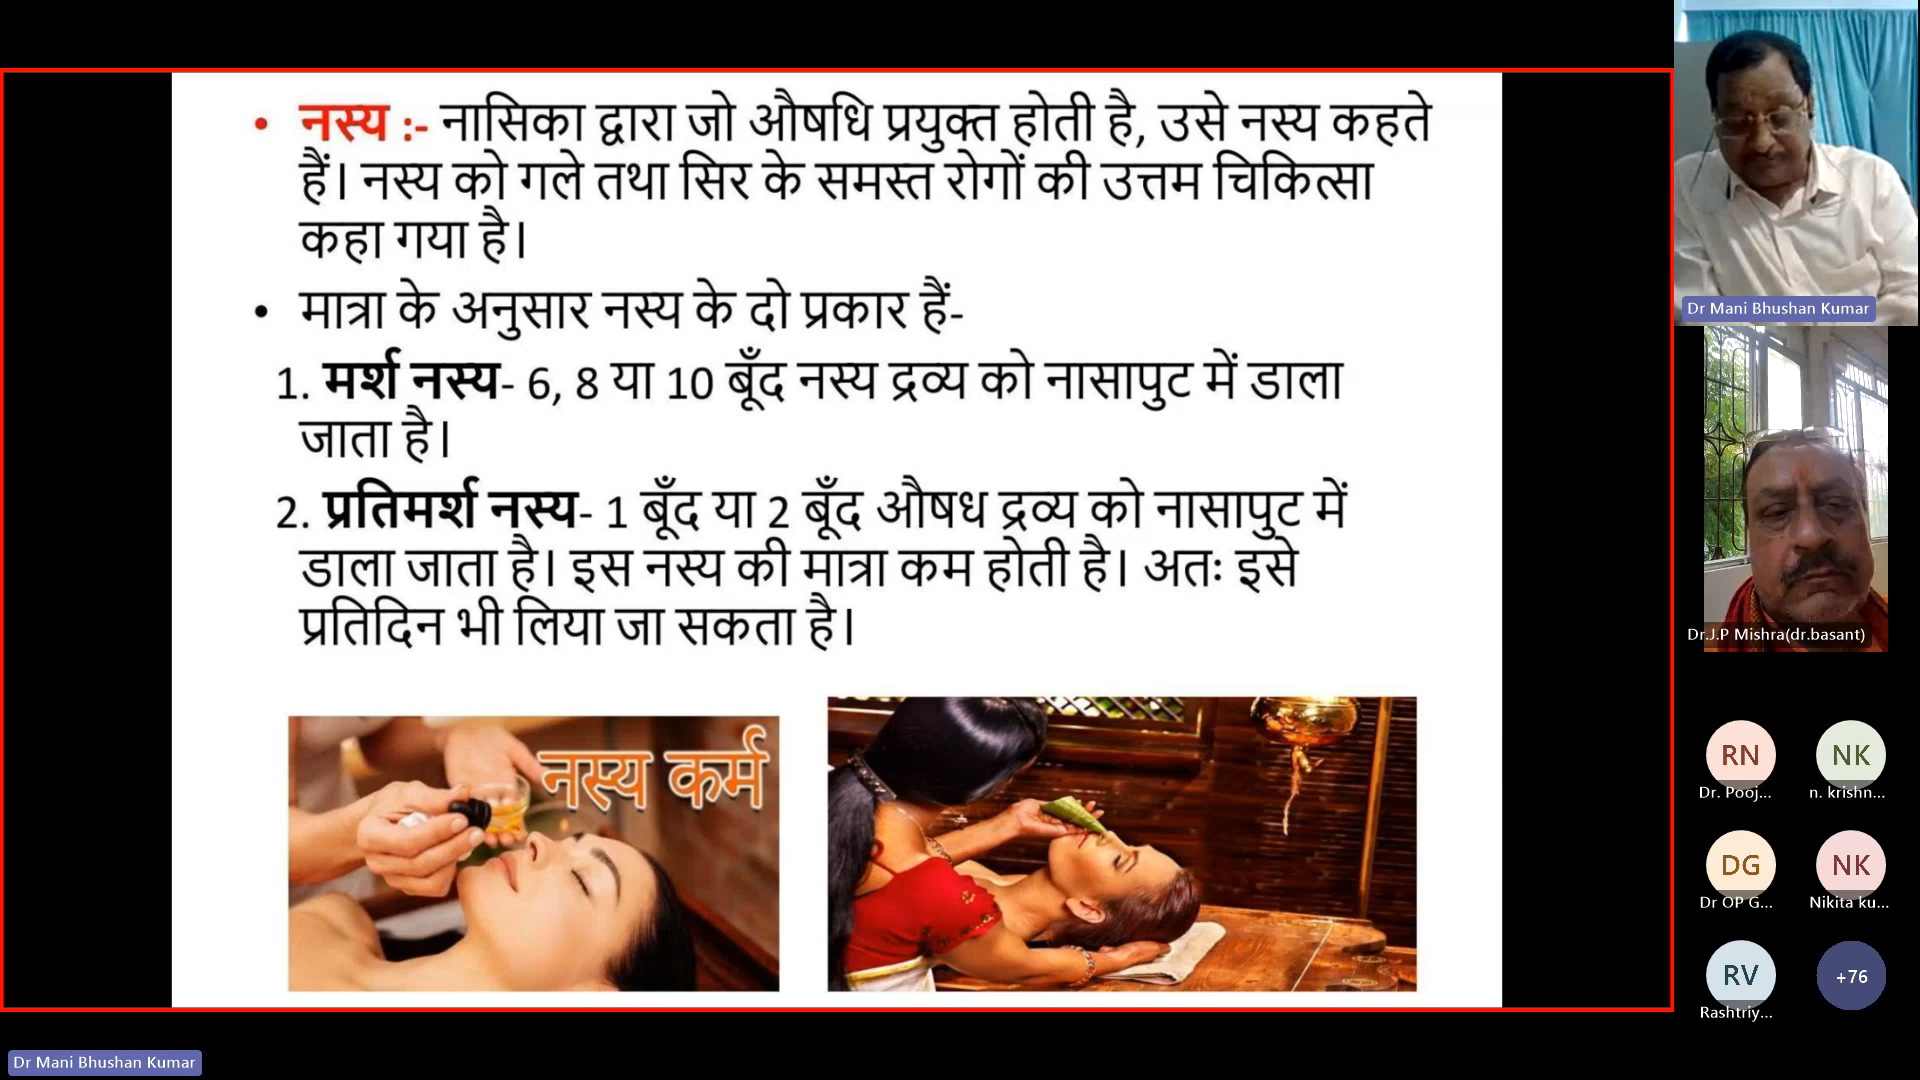 • नस्य :- नासिका द्वारा जो औषधि प्रयुक्त होती है, उसे नस्य कहते
हैं। नस्य को गले तथा सिर के समस्त रोगों की उत्तम चिकित्सा
कहा गया है।
• मात्रा के अनुसार नस्य के दो प्रकार हैं-
1. मर्श नस्य- 6, 8 या 10 बूँद नस्य द्रव्य को नासापुट में डाला
जाता है।
2. प्रतिमर्श नस्य- 1 बूँद या 2 बूँद औषध द्रव्य को नासापुट में
डाला जाता है। इस नस्य की मात्रा कम होती है। अतः इसे
प्रतिदिन भी लिया जा सकता है।
नस्य कर्म
Dr Mani Bhushan Kumar
Dr.J.P Mishra(dr.basant)
RN
Dr. Pooj...
NK
n. krishn...
DG
Dr OP G...
NK
Nikita ku...
RV
Rashtriy...
+76
Dr Mani Bhushan Kumar